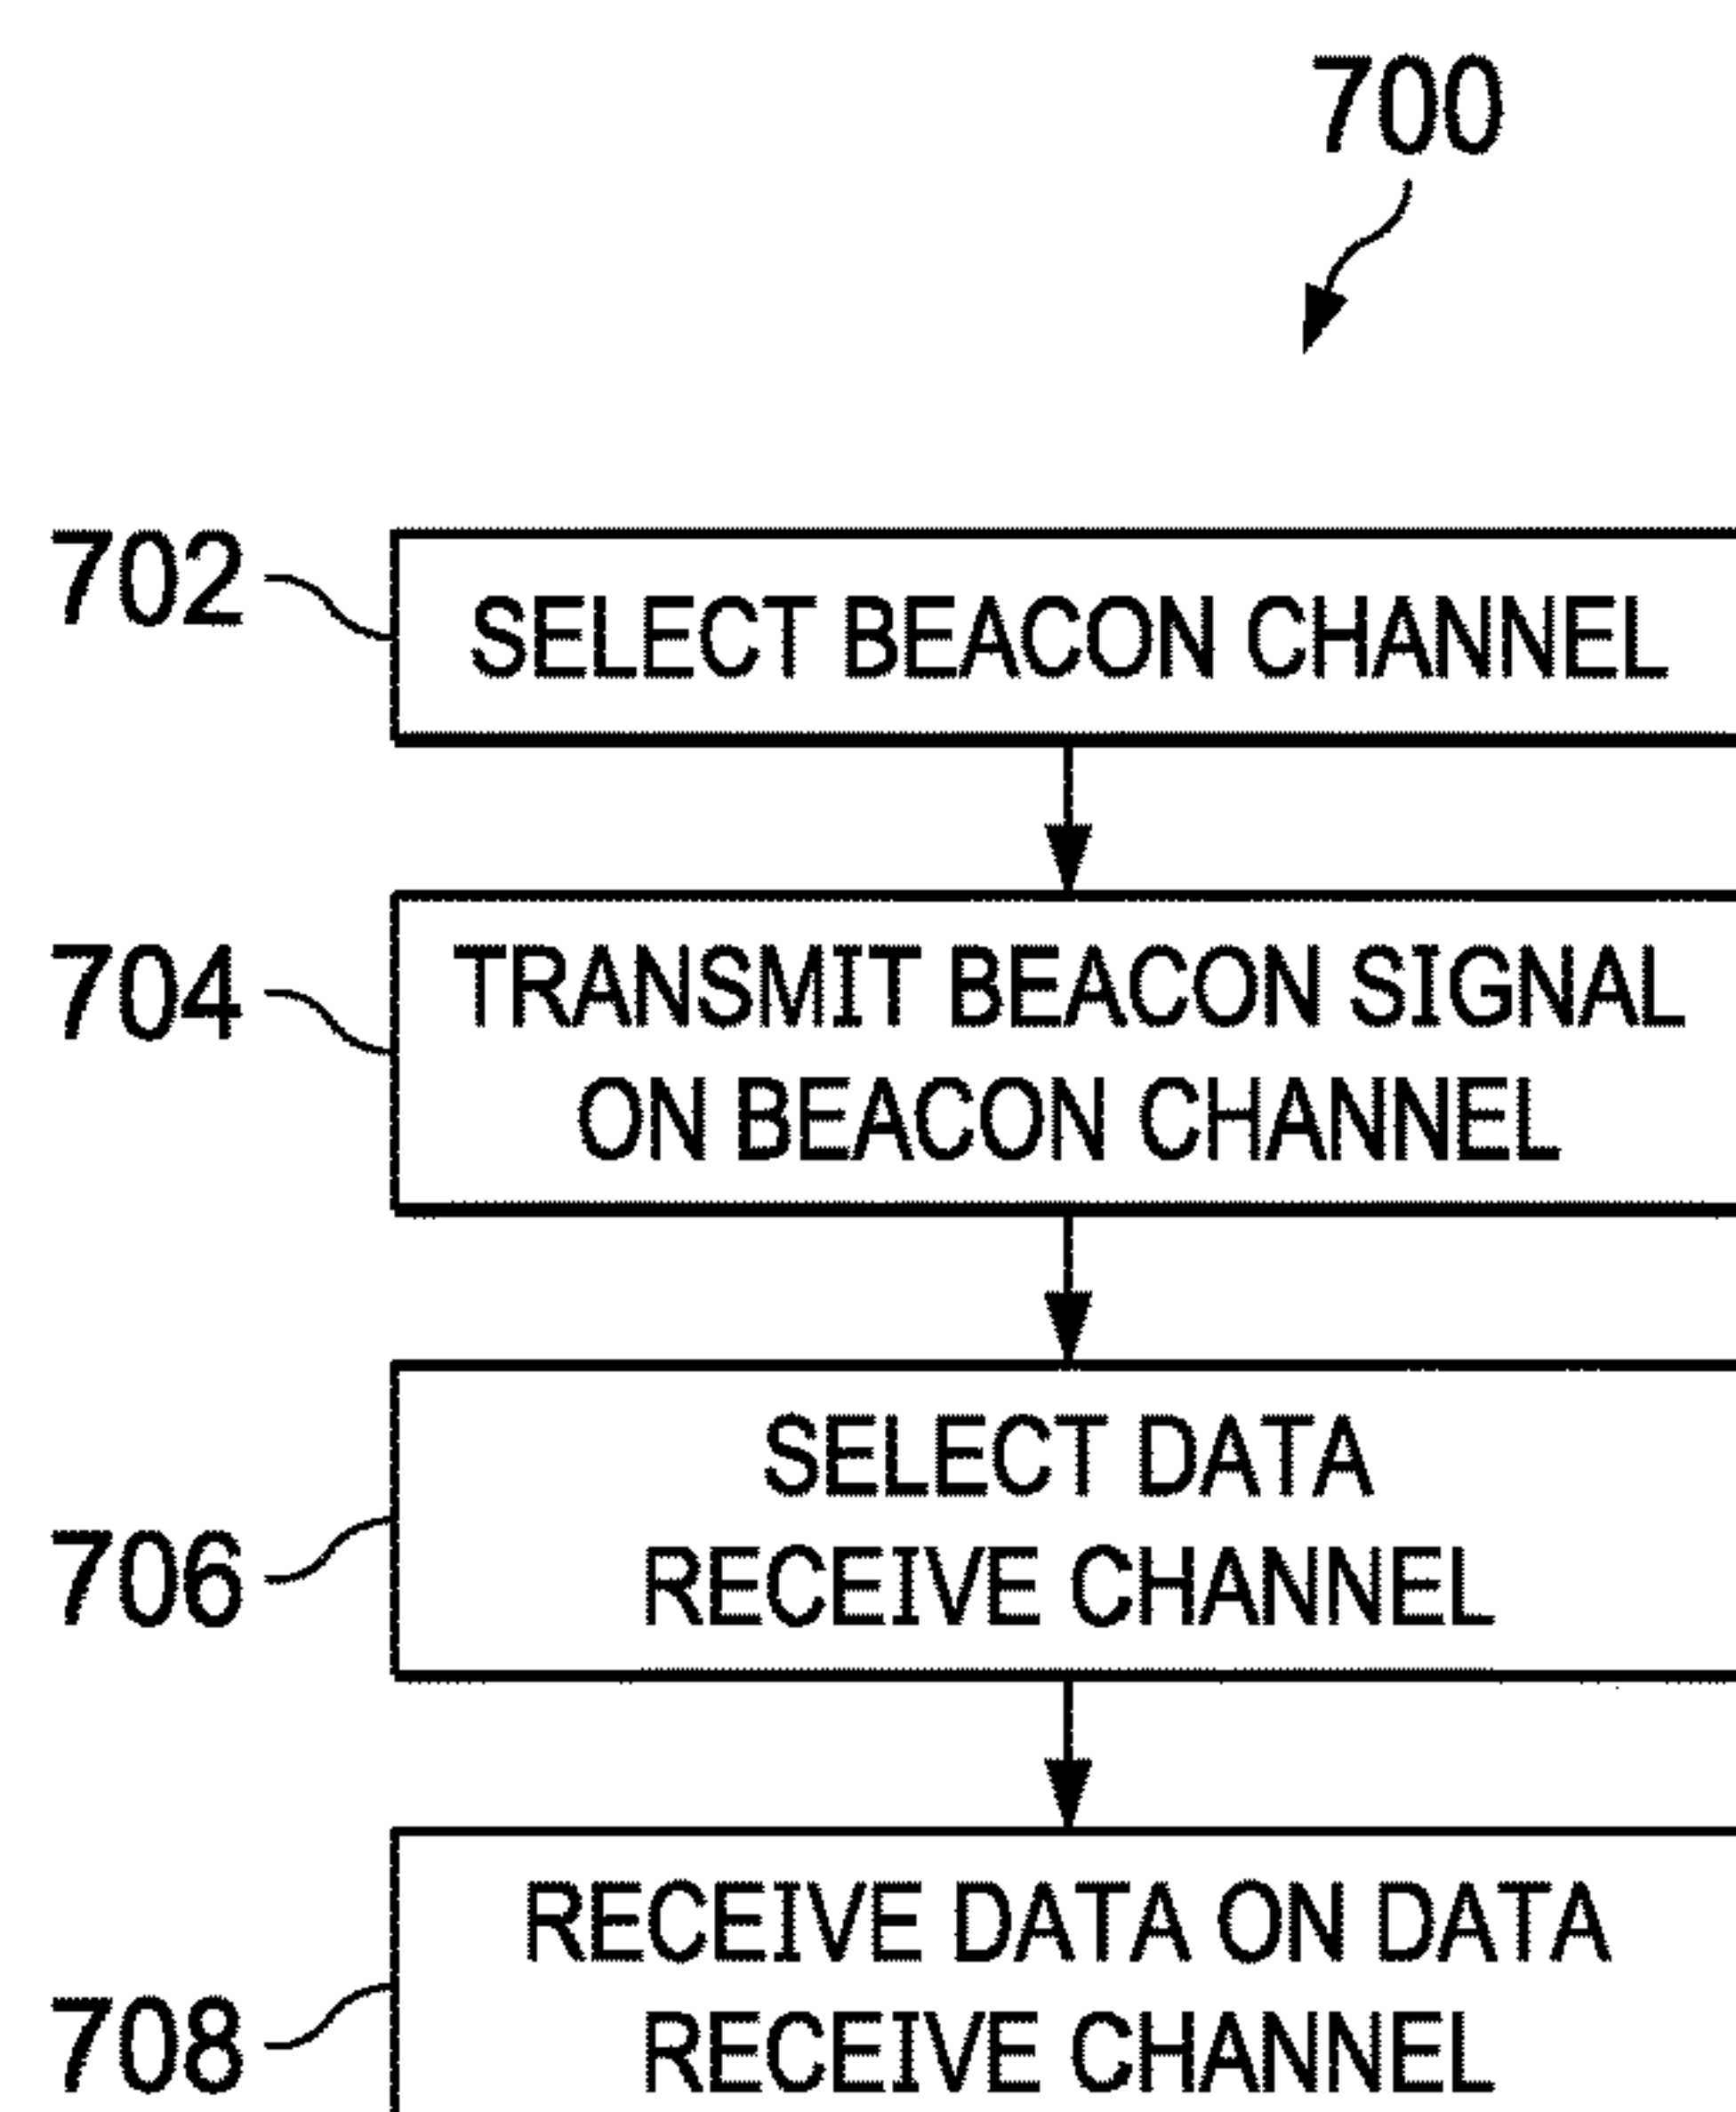 700
702
SELECT BEACON CHANNEL
704
TRANSMIT BEACON SIGNAL
ON BEACON CHANNEL
706
SELECT DATA
RECEIVE CHANNEL
708
RECEIVE DATA ON DATA
RECEIVE CHANNEL